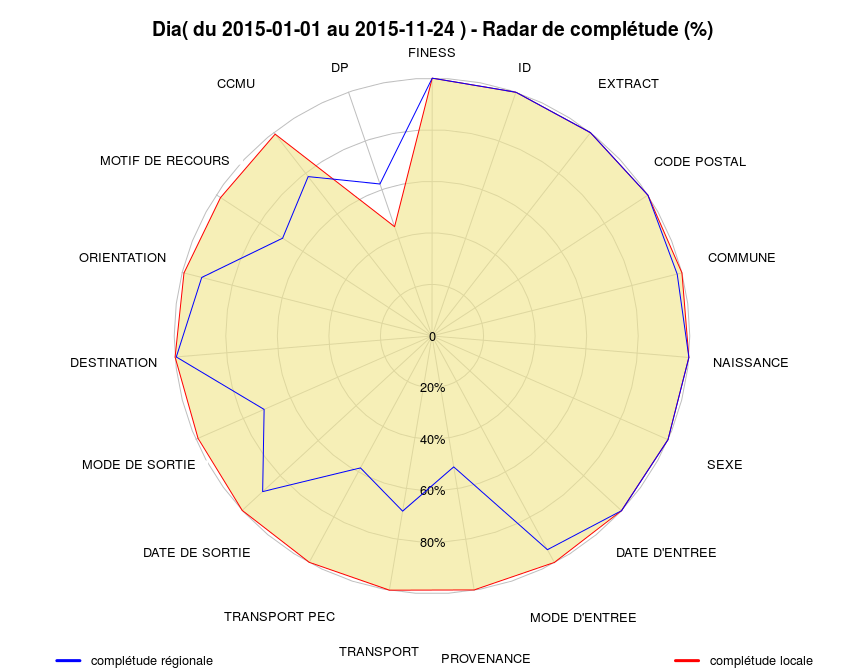 Dia( du 2015-01-01 au 2015-11-24 ) - Radar de complétude (%)
FINESS
DP
ID
CCMU
EXTRACT
MOTIF DE RECOURS
CODE POSTAL
ORIENTATION
COMMUNE
0
DESTINATION
NAISSANCE
20%
40%
MODE DE SORTIE
SEXE
60%
80%
DATE DE SORTIE
DATE D'ENTREE
TRANSPORT PEC
MODE D'ENTREE
TRANSPORT
PROVENANCE
complétude régionale
complétude locale